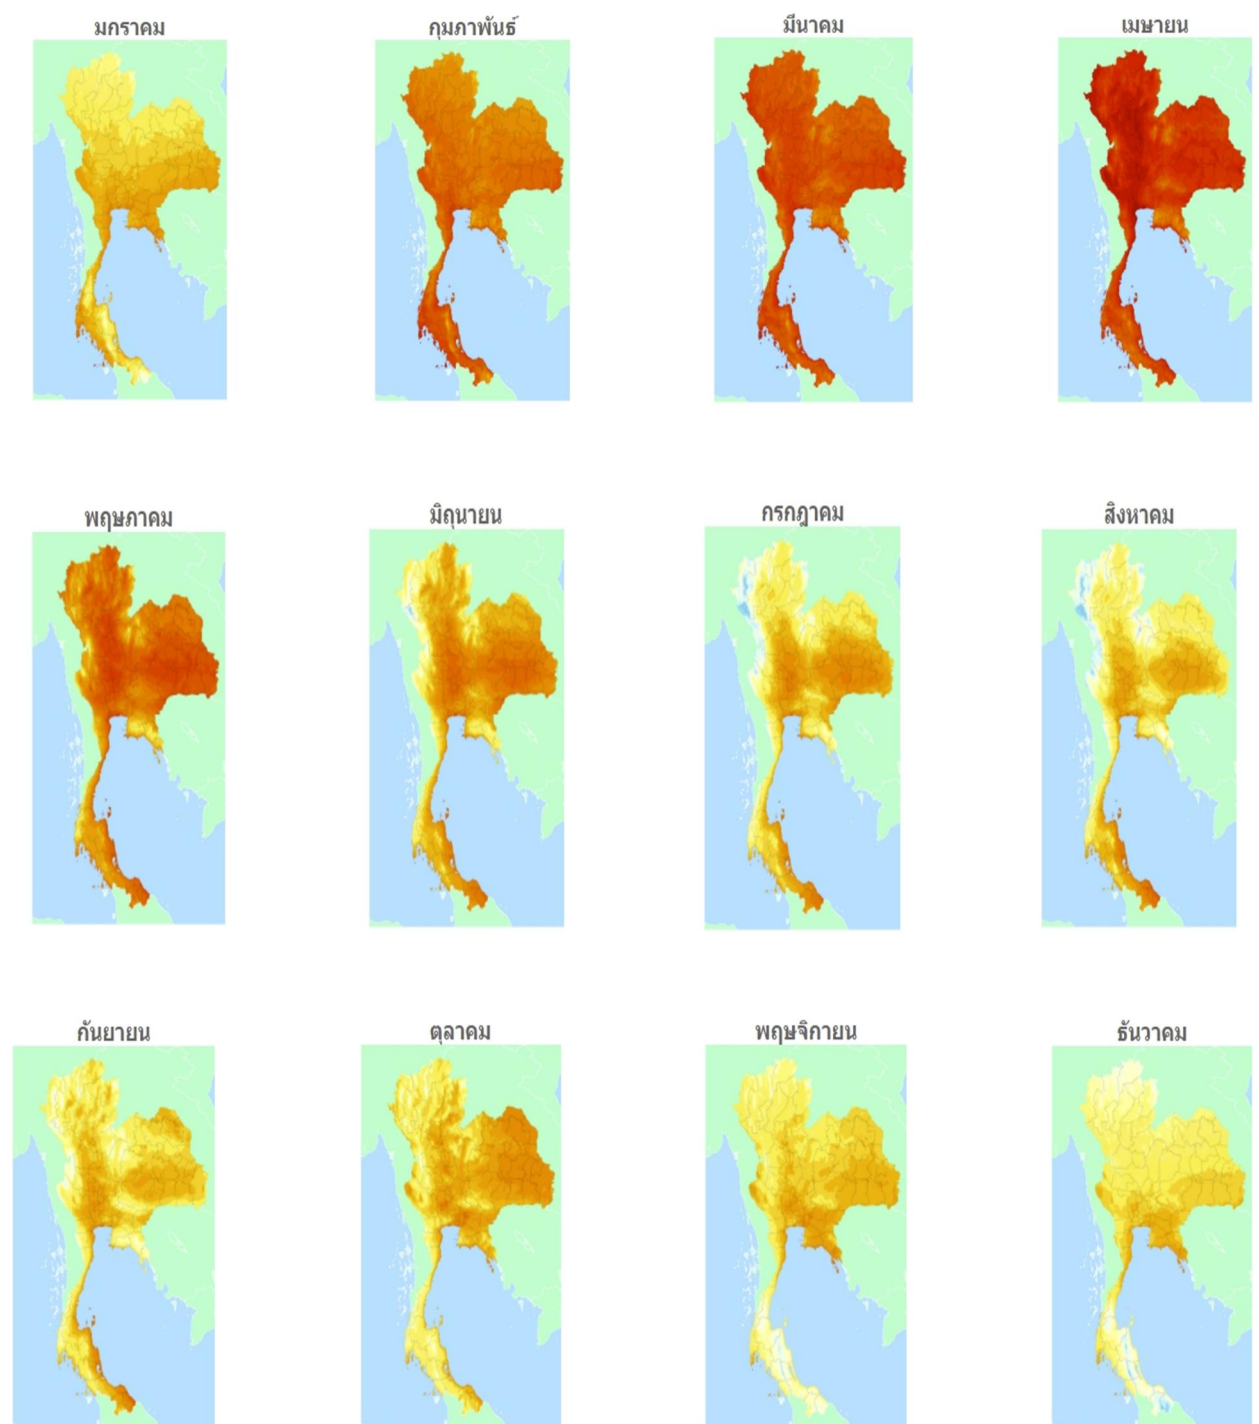 มกราคม
กุมภาพันธ์
มีนาคม
เมษายน
พฤษภาคม
มิถุนายน
กรกฎาคม
สิงหาคม
กันยายน
ตุลาคม
พฤษจิกายน
ธันวาคม